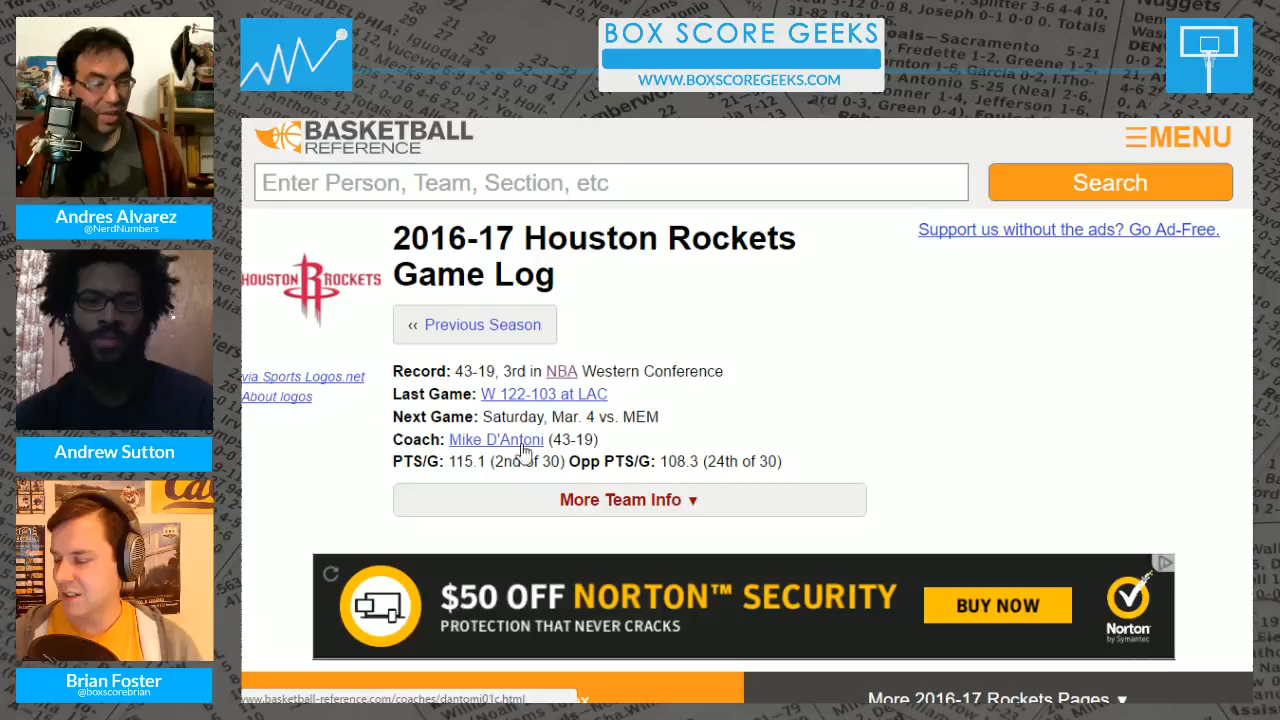 BOX SCORE GEEKS
WWW.BOXSCOREGEEKS.COM
Andres Alvarez
@NerdNumbers
Andrew Sutton
Brian Foster
@boxscorebrian
BASKETBALL
REFERENCE
☰MENU
Enter Person, Team, Section, etc
Search
Support us without the ads? Go Ad-Free.
HOUSTON ROCKETS
via Sports Logos.net
About logos
2016-17 Houston Rockets
Game Log
‹‹ Previous Season
Record: 43-19, 3rd in NBA Western Conference
Last Game: W 122-103 at LAC
Next Game: Saturday, Mar. 4 vs. MEM
Coach: Mike D'Antoni (43-19)
PTS/G: 115.1 (2nd of 30) Opp PTS/G: 108.3 (24th of 30)
More Team Info ▼
$50 OFF NORTON™ SECURITY
PROTECTION THAT NEVER CRACKS
BUY NOW
Norton
by Symantec
www.basketball-reference.com/coaches/dantomi01c.html
More 2016-17 Rockets Pages ▼